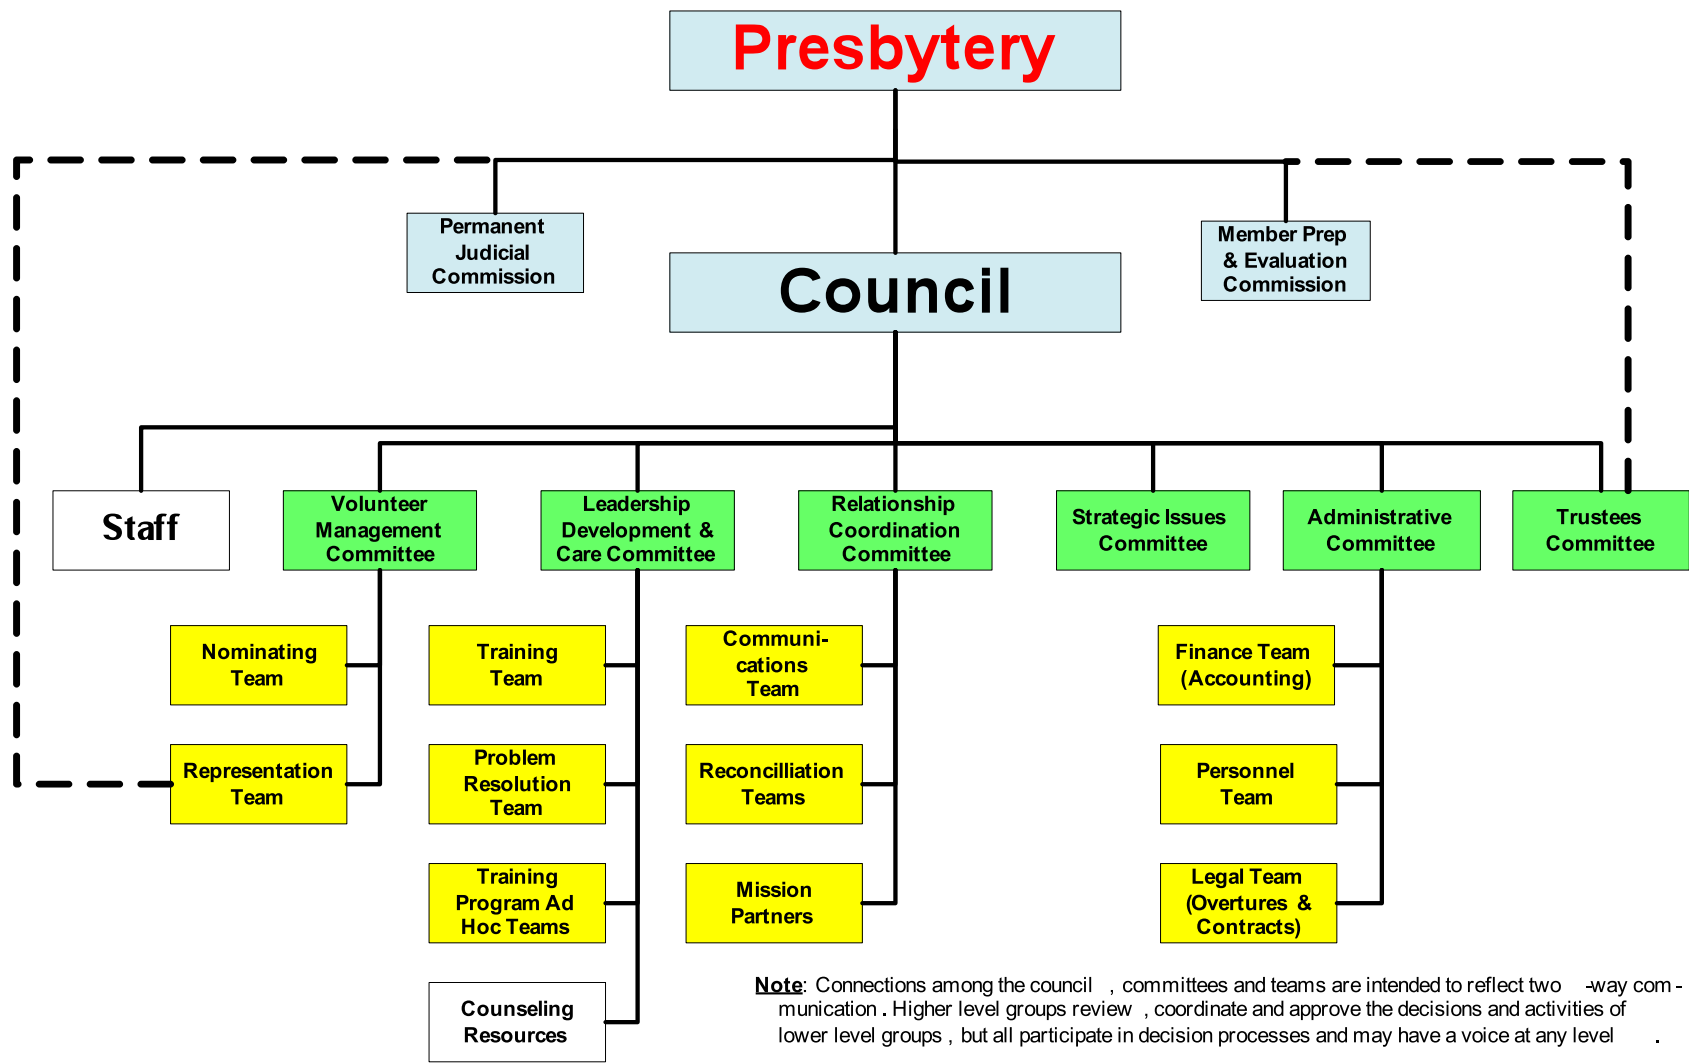 Presbytery
Permanent
Judicial
Commission
Member Prep
& Evaluation
Commission
Council
Staff
Volunteer
Management
Committee
Leadership
Development &
Care Committee
Relationship
Coordination
Committee
Strategic Issues
Committee
Administrative
Committee
Trustees
Committee
Nominating
Team
Training
Team
Communi-
cations
Team
Finance Team
(Accounting)
Representation
Team
Problem
Resolution
Team
Reconcilliation
Teams
Personnel
Team
Training
Program Ad
Hoc Teams
Mission
Partners
Legal Team
(Overtures &
Contracts)
Counseling
Resources
Note: Connections among the council , committees and teams are intended to reflect two -way com -
munication . Higher level groups review , coordinate and approve the decisions and activities of
lower level groups , but all participate in decision processes and may have a voice at any level .